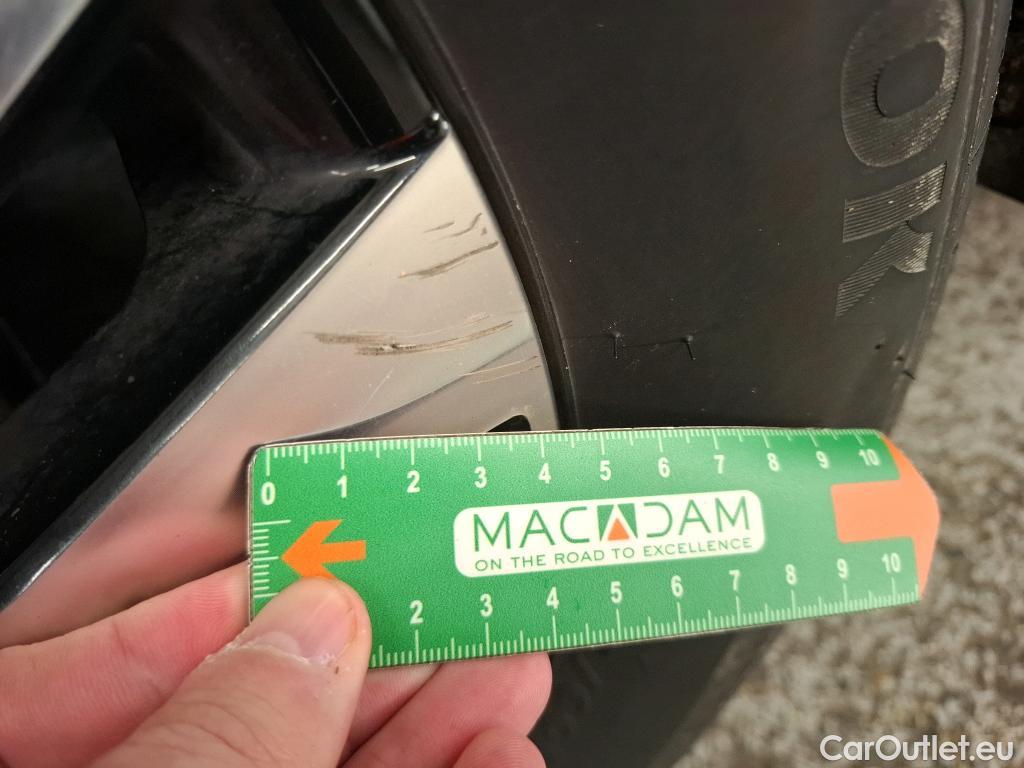 OK
0 1 2 3 4 5 6 7 8 9 10
MACADAM
ON THE ROAD TO EXCELLENCE
2 3 4 5 6 7 8 9 10
CarOutlet.eu